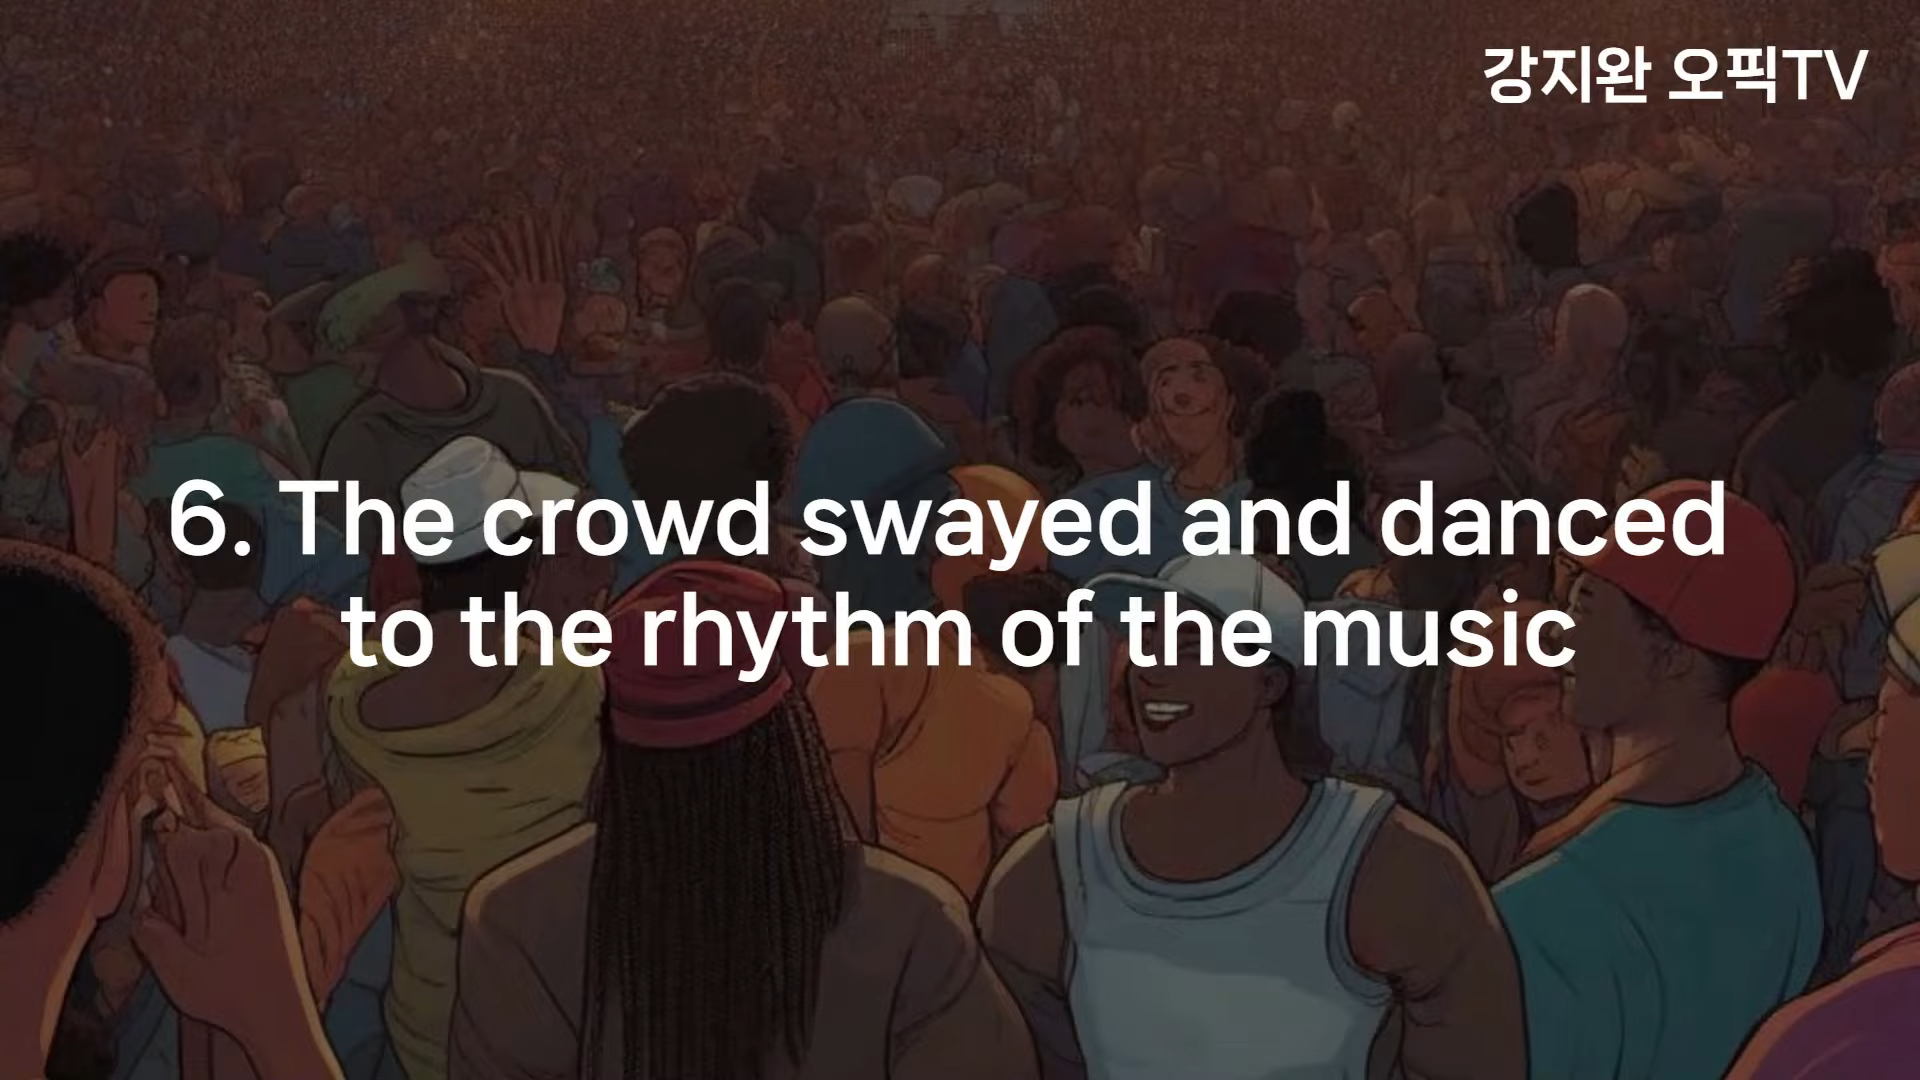 강지완 오픽TV
6. The crowd swayed and danced
to the rhythm of the music